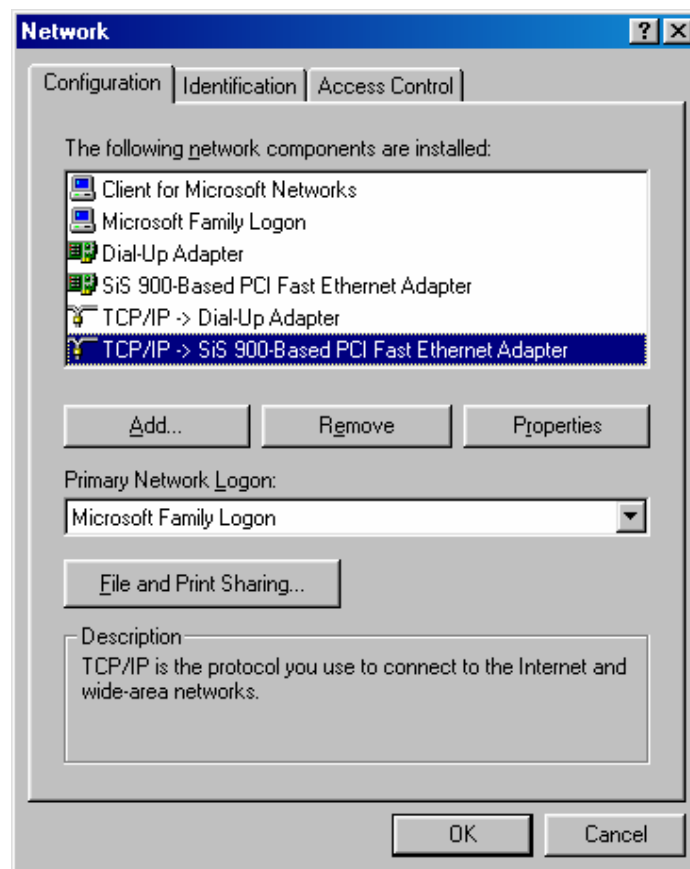 Network
Configuration Identification Access Control
The following network components are installed:
Client for Microsoft Networks
Microsoft Family Logon
Dial-Up Adapter
SiS 900-Based PCI Fast Ethernet Adapter
TCP/IP -> Dial-Up Adapter
TCP/IP -> SiS 900-Based PCI Fast Ethernet Adapter
Add... Remove Properties
Primary Network Logon:
Microsoft Family Logon
File and Print Sharing...
Description
TCP/IP is the protocol you use to connect to the Internet and
wide-area networks.
OK Cancel